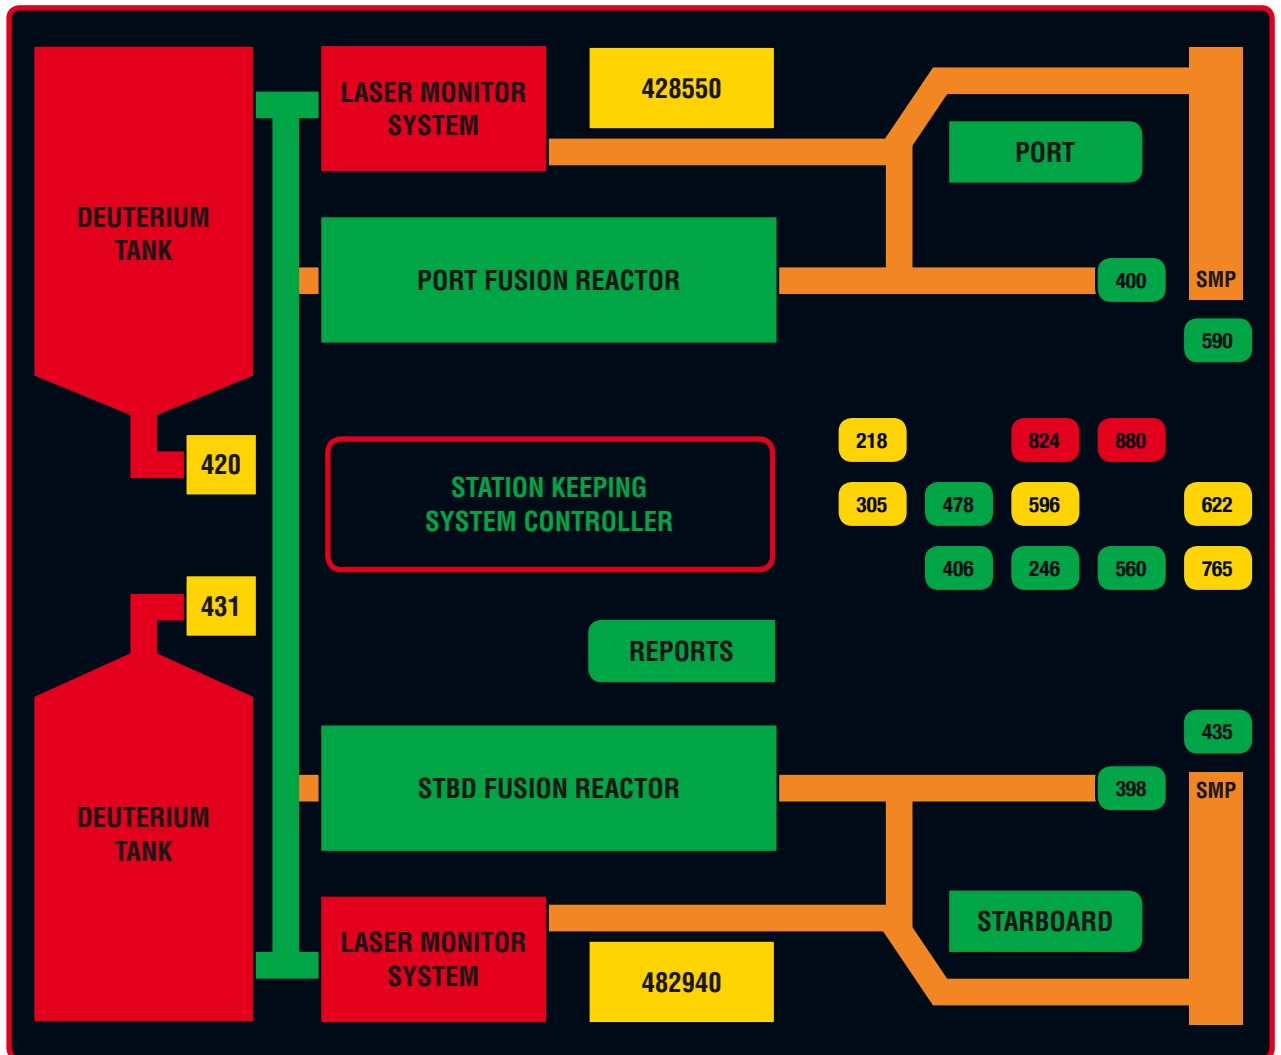 DEUTERIUM
TANK
LASER MONITOR
SYSTEM
428550
PORT
PORT FUSION REACTOR
400
SMP
590
420
STATION KEEPING
SYSTEM CONTROLLER
218
824
880
305
478
596
622
406
246
560
765
431
REPORTS
435
STBD FUSION REACTOR
398
SMP
DEUTERIUM
TANK
LASER MONITOR
SYSTEM
482940
STARBOARD